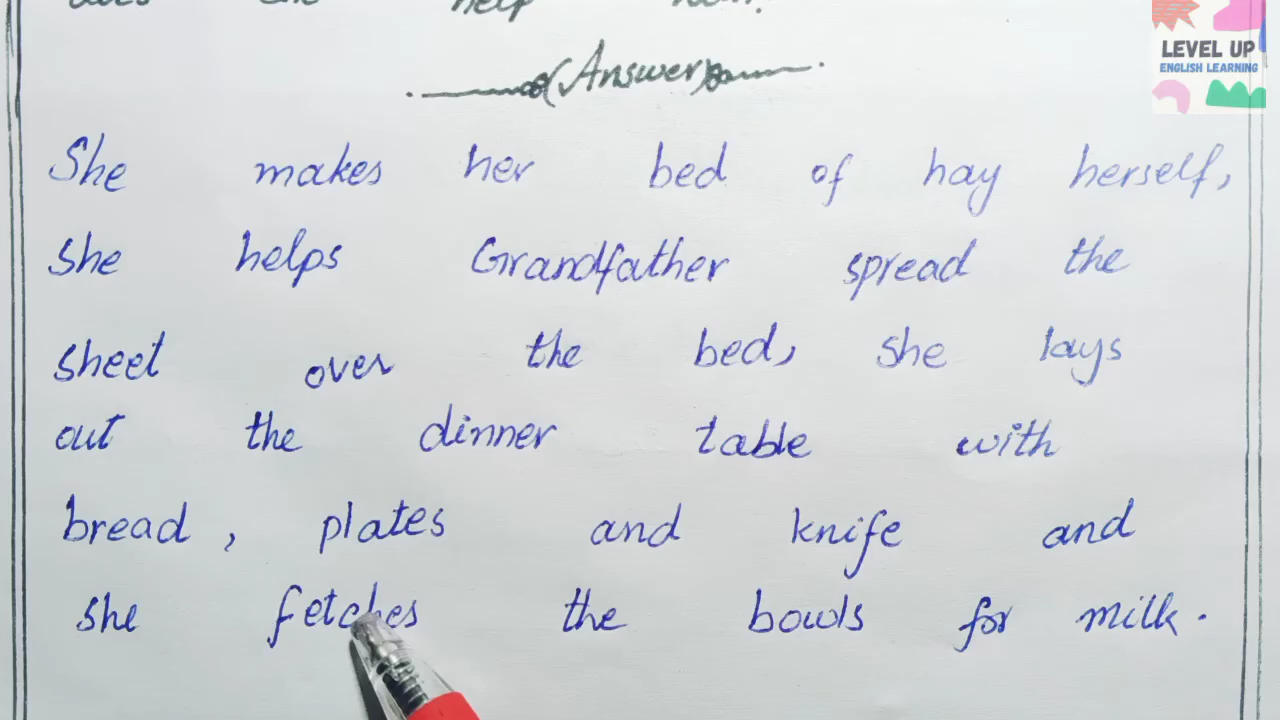 help
(Answer)
LEVEL UP
ENGLISH LEARNING
She makes her bed of hay herself,
she helps Grandfather spread the
sheet over the bed, she lays
out the dinner table with
bread, plates and knife and
she fetches the bowls for milk.